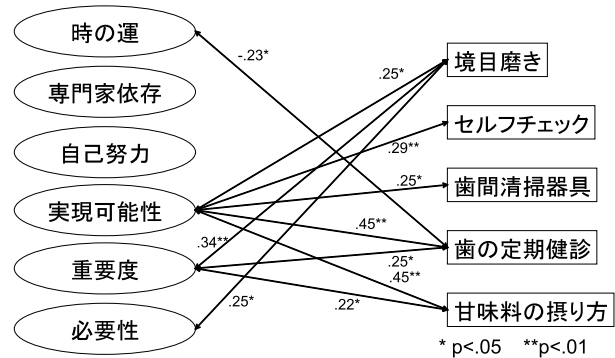 時の運
専門家依存
自己努力
実現可能性
重要度
必要性
-.23*
.25*
.29**
.25*
.45**
.34**
.25*
.45**
.25*
.22*
境目磨き
セルフチェック
歯間清掃器具
歯の定期健診
甘味料の摂り方
* p<.05 **p<.01